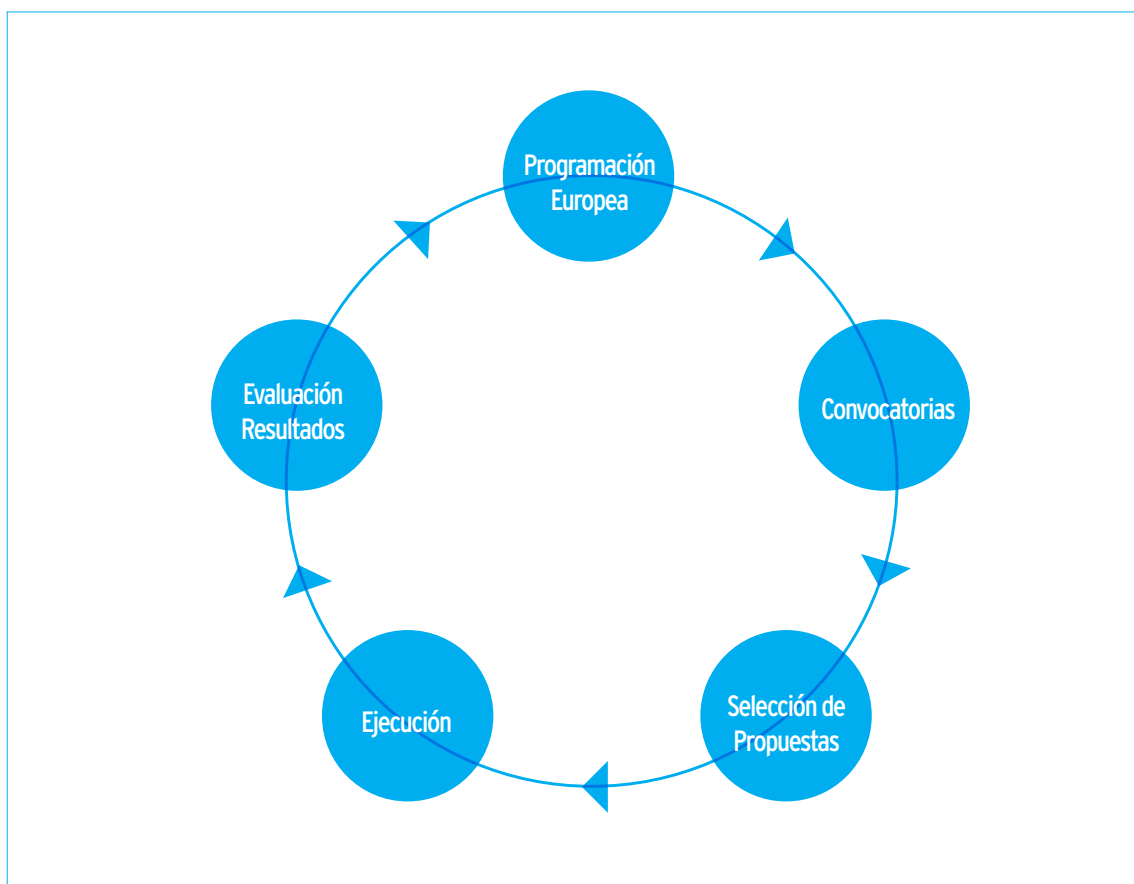 Programación
Europea
Convocatorias
Selección de
Propuestas
Ejecución
Evaluación
Resultados